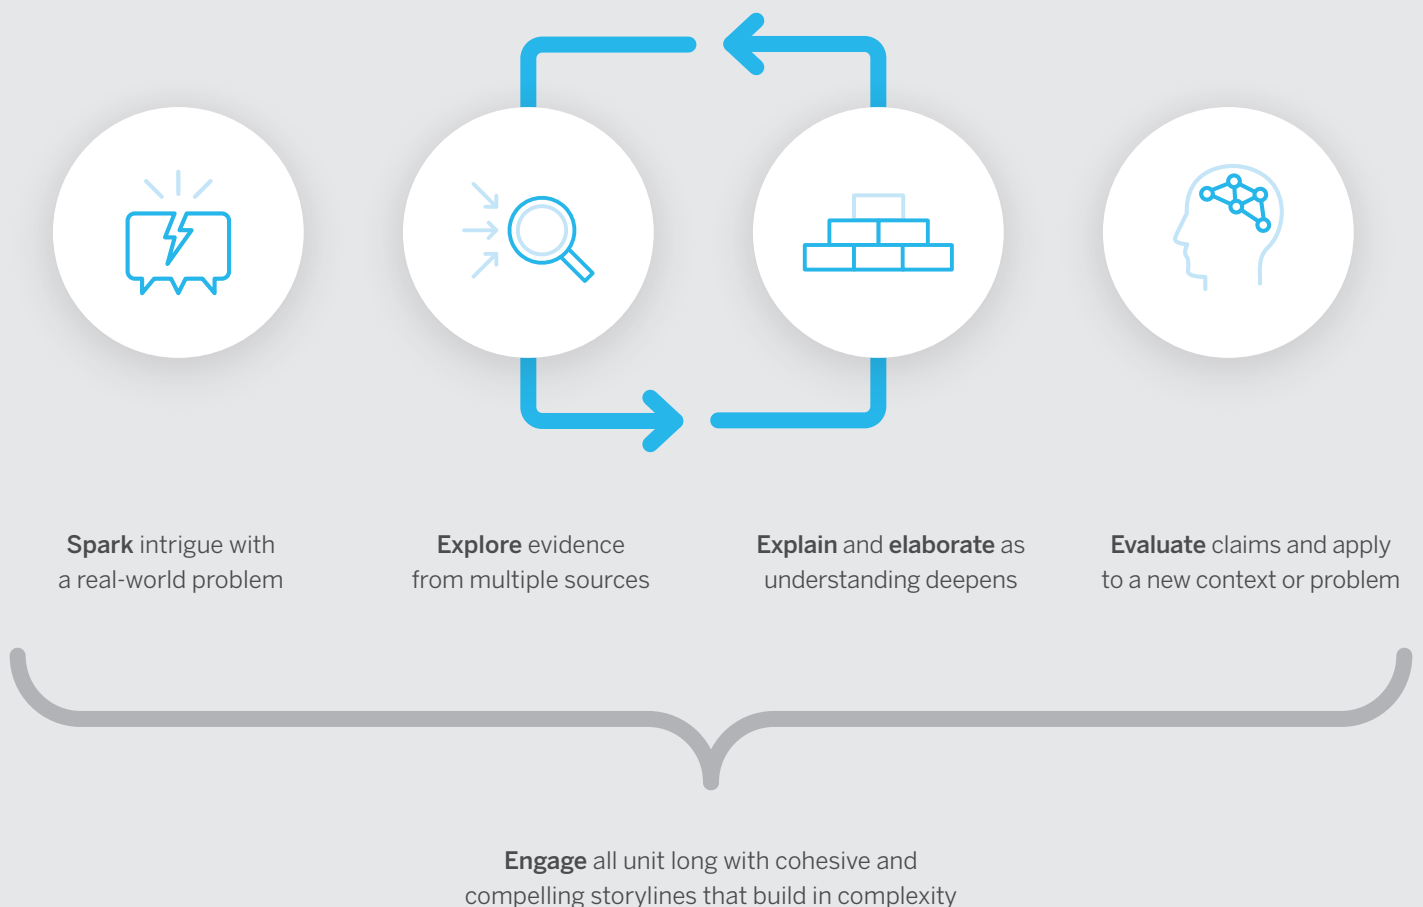 Spark intrigue with
a real-world problem
Explore evidence
from multiple sources
Explain and elaborate as
understanding deepens
Evaluate claims and apply
to a new context or problem
Engage all unit long with cohesive and
compelling storylines that build in complexity